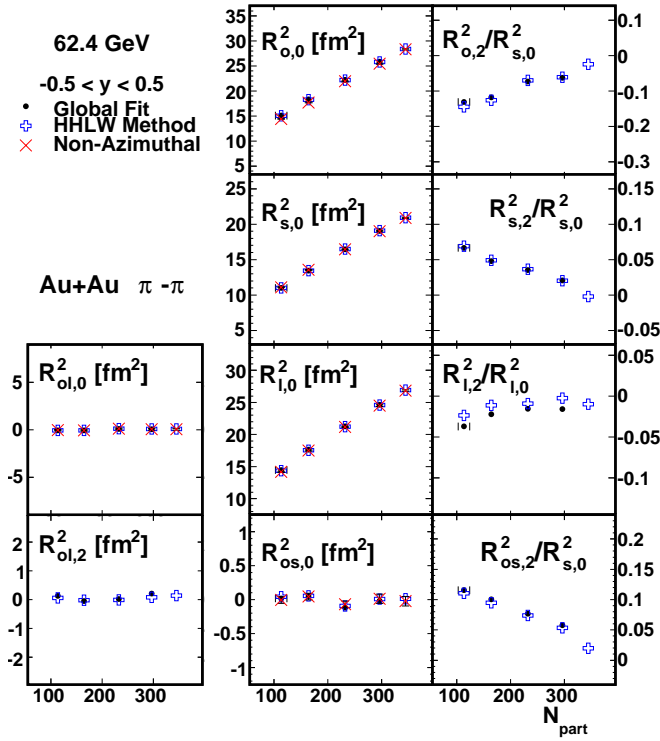 62.4 GeV
-0.5 < y < 0.5
Global Fit
HHLW Method
Non-Azimuthal
Au+Au π -π
R²o,0 [fm²]
35
30
25
20
15
10
5
R²o,2/R²s,0
0.1
0
-0.1
-0.2
-0.3
R²s,0 [fm²]
25
20
15
10
5
R²s,2/R²s,0
0.15
0.1
0.05
0
-0.05
R²ol,0 [fm²]
5
0
-5
R²l,0 [fm²]
30
25
20
15
10
R²l,2/R²l,0
0.05
0
-0.05
-0.1
R²ol,2 [fm²]
2
1
0
-1
-2
R²os,0 [fm²]
1
0.5
0
-0.5
-1
R²os,2/R²s,0
0.2
0.15
0.1
0.05
0
100 200 300
100 200 300
100 200 300
Npart